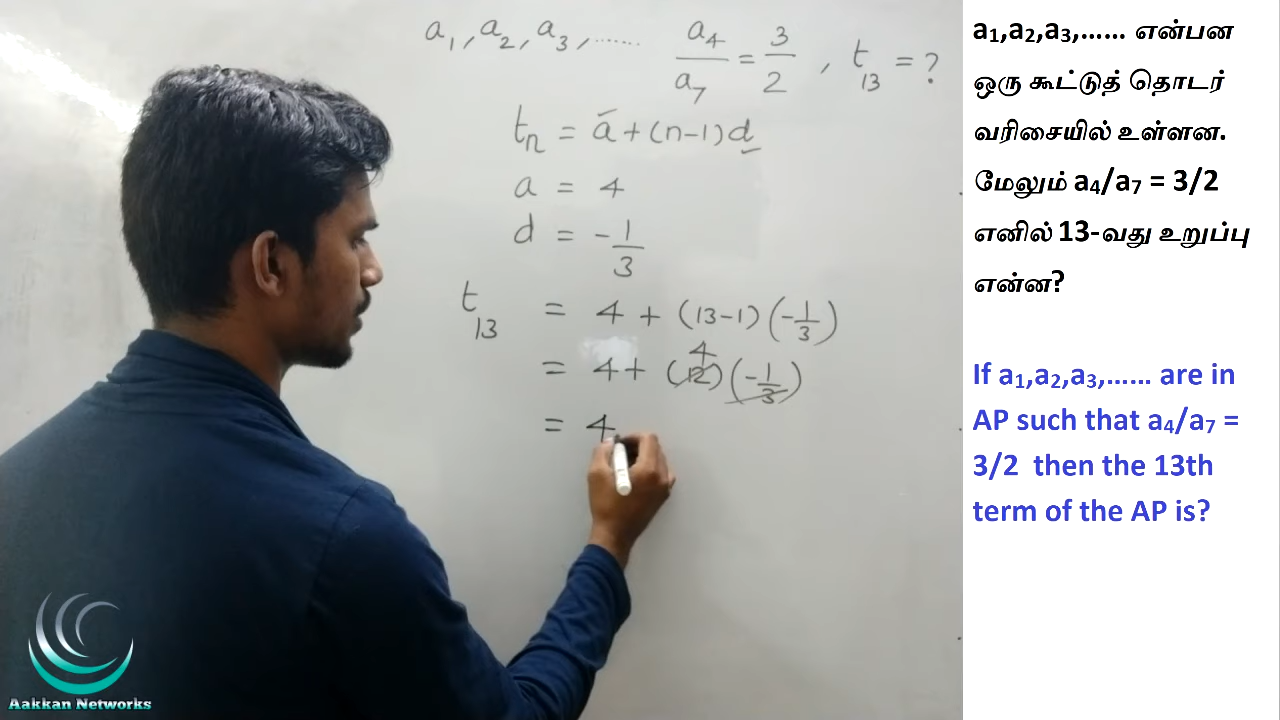 a₁, a₂, a₃, ...... a₄/a₇ = 3/2 , t₁₃ = ?
tₙ = a + (n-1) d
a = 4
d = -1/3
t₁₃ = 4 + (13-1) (-1/3)
4
= 4 + (12) (-1/3)
= 4
a₁,a₂,a₃,...... என்பன
ஒரு கூட்டுத் தொடர்
வரிசையில் உள்ளன.
மேலும் a₄/a₇ = 3/2
எனில் 13-வது உறுப்பு
என்ன?
If a₁,a₂,a₃,...... are in
AP such that a₄/a₇ =
3/2 then the 13th
term of the AP is?
Aakkan Networks